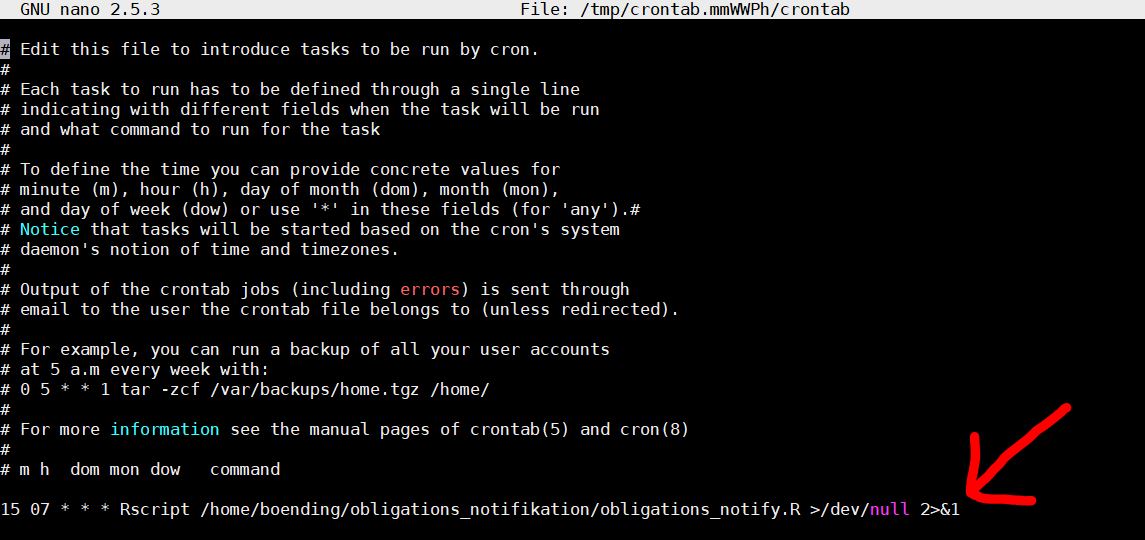 GNU nano 2.5.3 File: /tmp/crontab.mmWWPh/crontab
# Edit this file to introduce tasks to be run by cron.
#
# Each task to run has to be defined through a single line
# indicating with different fields when the task will be run
# and what command to run for the task
#
# To define the time you can provide concrete values for
# minute (m), hour (h), day of month (dom), month (mon),
# and day of week (dow) or use '*' in these fields (for 'any').#
# Notice that tasks will be started based on the cron's system
# daemon's notion of time and timezones.
#
# Output of the crontab jobs (including errors) is sent through
# email to the user the crontab file belongs to (unless redirected).
#
# For example, you can run a backup of all your user accounts
# at 5 a.m every week with:
# 0 5 * * 1 tar -zcf /var/backups/home.tgz /home/
#
# For more information see the manual pages of crontab(5) and cron(8)
#
# m h  dom mon dow   command
15 07 * * * Rscript /home/boending/obligations_notifikation/obligations_notify.R >/dev/null 2>&1